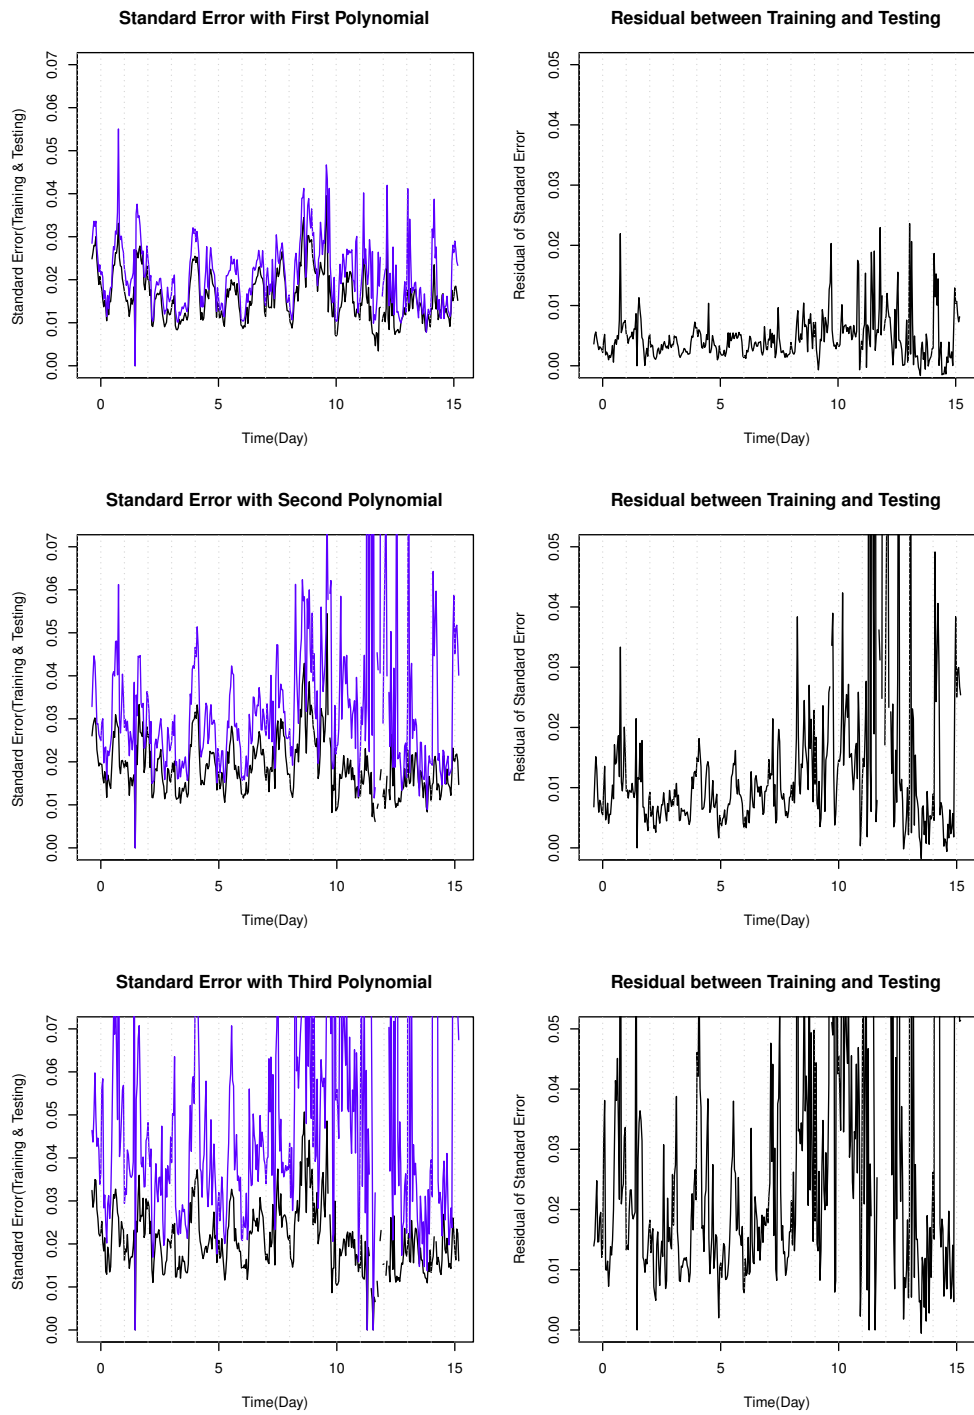 Standard Error with First Polynomial
Standard Error(Training & Testing)
0.00 0.01 0.02 0.03 0.04 0.05 0.06 0.07
0 5 10 15
Time(Day)
Residual between Training and Testing
Residual of Standard Error
0.00 0.01 0.02 0.03 0.04 0.05
0 5 10 15
Time(Day)
Standard Error with Second Polynomial
Standard Error(Training & Testing)
0.00 0.01 0.02 0.03 0.04 0.05 0.06 0.07
0 5 10 15
Time(Day)
Residual between Training and Testing
Residual of Standard Error
0.00 0.01 0.02 0.03 0.04 0.05
0 5 10 15
Time(Day)
Standard Error with Third Polynomial
Standard Error(Training & Testing)
0.00 0.01 0.02 0.03 0.04 0.05 0.06 0.07
0 5 10 15
Time(Day)
Residual between Training and Testing
Residual of Standard Error
0.00 0.01 0.02 0.03 0.04 0.05
0 5 10 15
Time(Day)